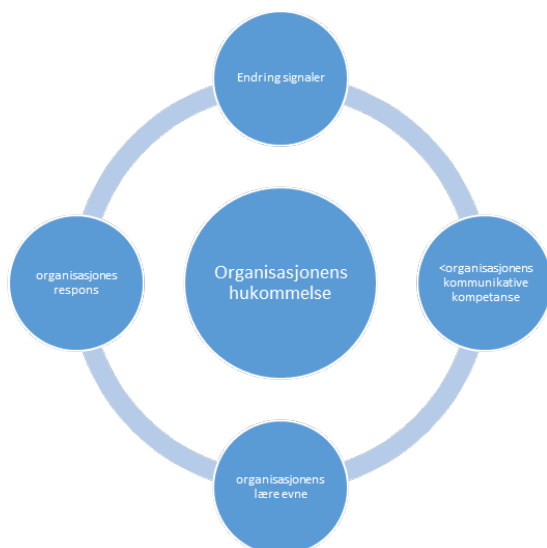 Endring signaler
organisasjones
respons
Organisasjonens
hukommelse
<organisasjonens
kommunikative
kompetanse
organisasjonens
lære evne